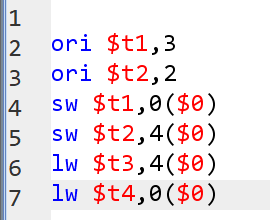 1
2 ori $t1,3
3 ori $t2,2
4 sw $t1,0($0)
5 sw $t2,4($0)
6 lw $t3,4($0)
7 lw $t4,0($0)